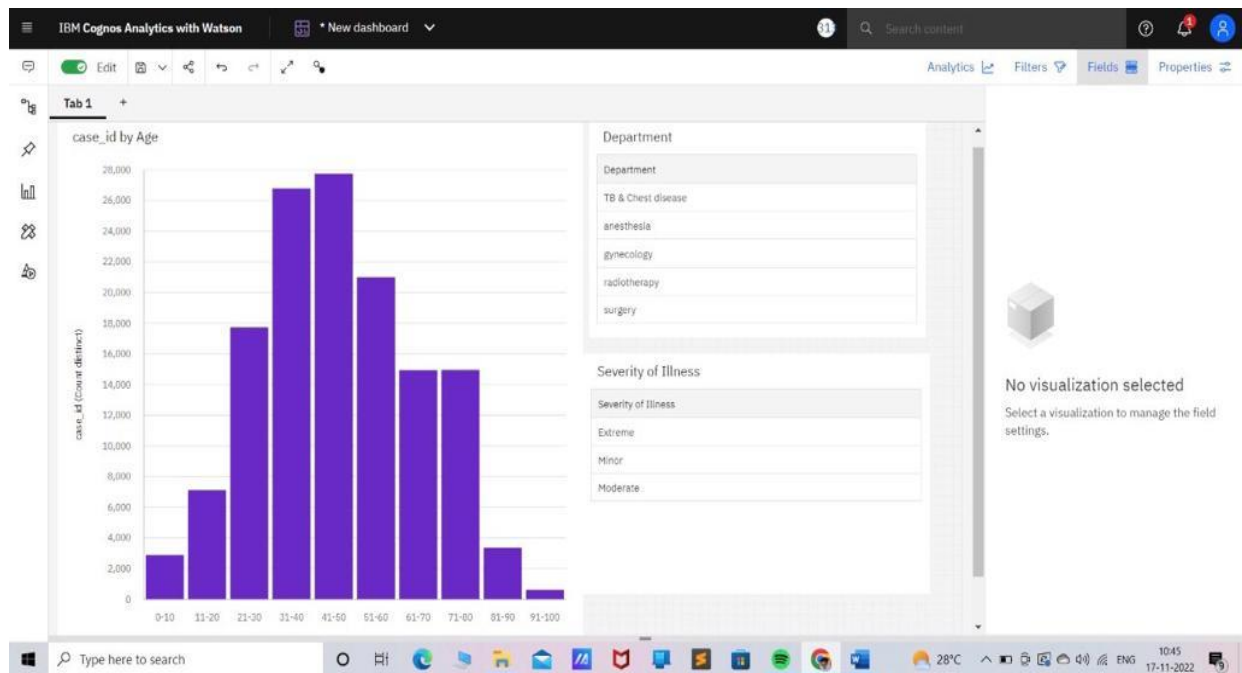 IBM Cognos Analytics with Watson
* New dashboard
Search content
Edit
Analytics
Filters
Fields
Properties
Tab 1 +
case_id by Age
28,000
26,000
24,000
22,000
20,000
18,000
16,000
14,000
12,000
10,000
8,000
6,000
4,000
2,000
0
case_id (Count distinct)
0-10 11-20 21-30 31-40 41-50 51-60 61-70 71-80 81-90 91-100
Department
Department
TB & Chest disease
anesthesia
gynecology
radiotherapy
surgery
Severity of Illness
Severity of Illness
Extreme
Minor
Moderate
No visualization selected
Select a visualization to manage the field
settings.
Type here to search
28°C
ENG
10:45
17-11-2022